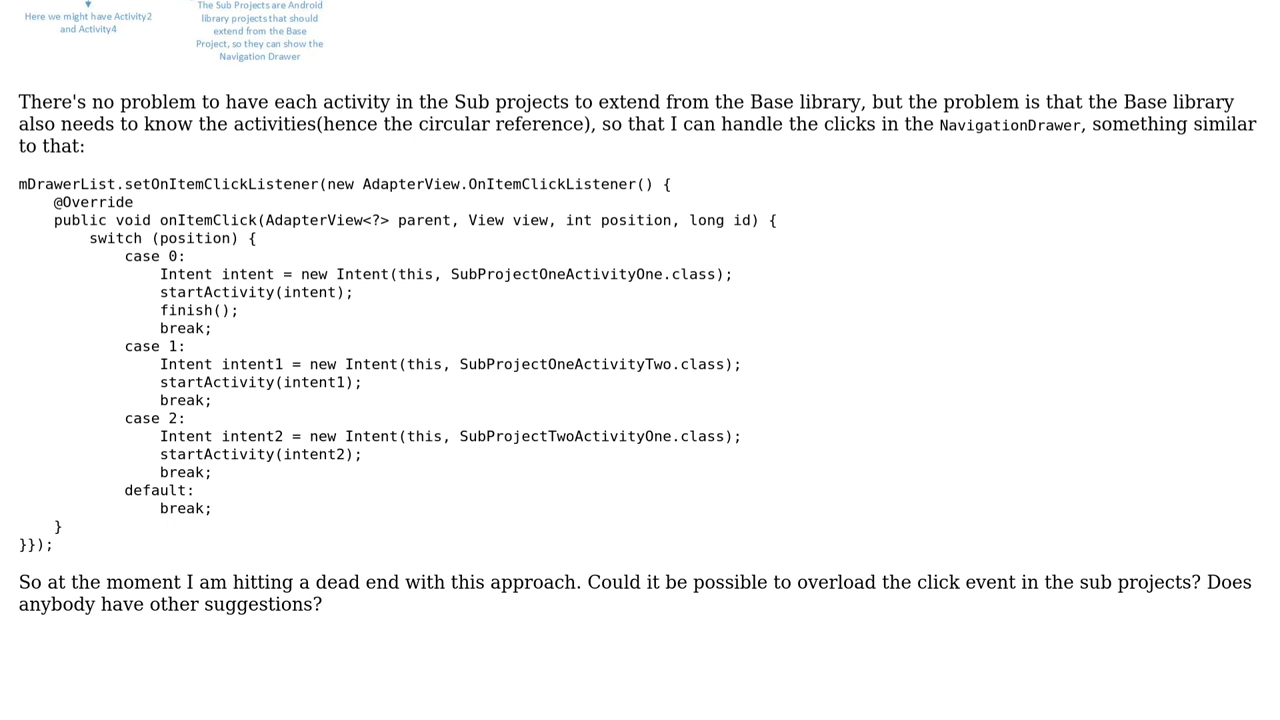 Here we might have Activity2
and Activity4
The Sub Projects are Android
library projects that should
extend from the Base
Project, so they can show the
Navigation Drawer
There's no problem to have each activity in the Sub projects to extend from the Base library, but the problem is that the Base library
also needs to know the activities(hence the circular reference), so that I can handle the clicks in the NavigationDrawer, something similar
to that:
mDrawerList.setOnItemClickListener(new AdapterView.OnItemClickListener() {
    @Override
    public void onItemClick(AdapterView<?> parent, View view, int position, long id) {
        switch (position) {
            case 0:
                Intent intent = new Intent(this, SubProjectOneActivityOne.class);
                startActivity(intent);
                finish();
                break;
            case 1:
                Intent intent1 = new Intent(this, SubProjectOneActivityTwo.class);
                startActivity(intent1);
                break;
            case 2:
                Intent intent2 = new Intent(this, SubProjectTwoActivityOne.class);
                startActivity(intent2);
                break;
            default:
                break;
    }
}});
So at the moment I am hitting a dead end with this approach. Could it be possible to overload the click event in the sub projects? Does
anybody have other suggestions?